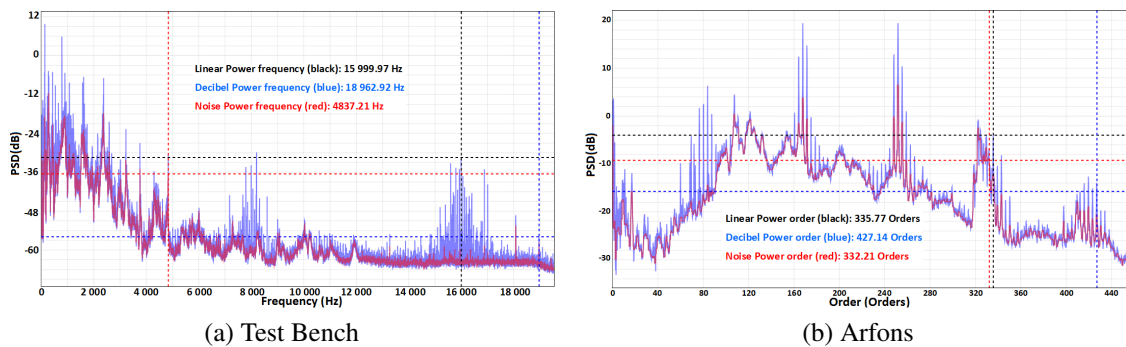 12
0
-12
-24
-36
-48
-60
PSD(dB)
Linear Power frequency (black): 15 999.97 Hz
Decibel Power frequency (blue): 18 962.92 Hz
Noise Power frequency (red): 4837.21 Hz
0 2 000 4 000 6 000 8 000 10 000 12 000 14 000 16 000 18 000
Frequency (Hz)
(a) Test Bench
20
10
0
-10
-20
-30
PSD(dB)
Linear Power order (black): 335.77 Orders
Decibel Power order (blue): 427.14 Orders
Noise Power order (red): 332.21 Orders
0 40 80 120 160 200 240 280 320 360 400 440
Order (Orders)
(b) Arfons